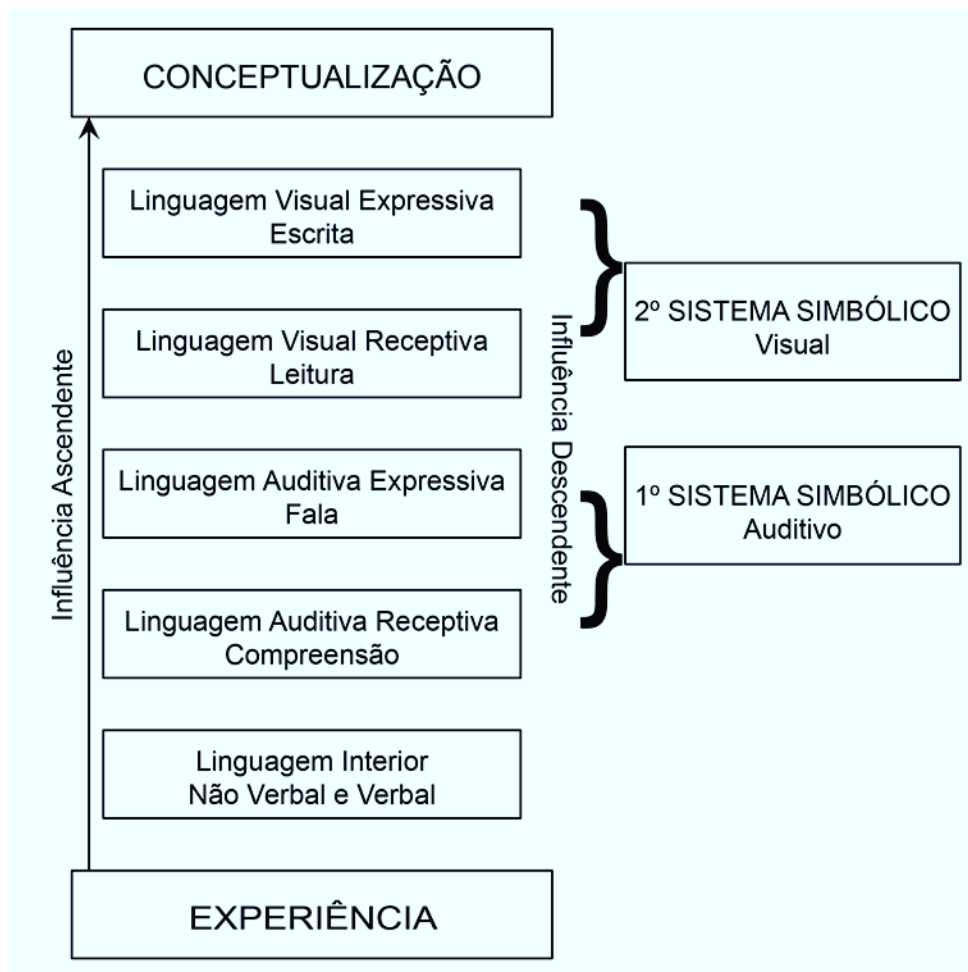 CONCEPTUALIZAÇÃO
Linguagem Visual Expressiva
Escrita
Linguagem Visual Receptiva
Leitura
Linguagem Auditiva Expressiva
Fala
Linguagem Auditiva Receptiva
Compreensão
Linguagem Interior
Não Verbal e Verbal
EXPERIÊNCIA
Influência Ascendente
Influência Descendente
2º SISTEMA SIMBÓLICO
Visual
1º SISTEMA SIMBÓLICO
Auditivo